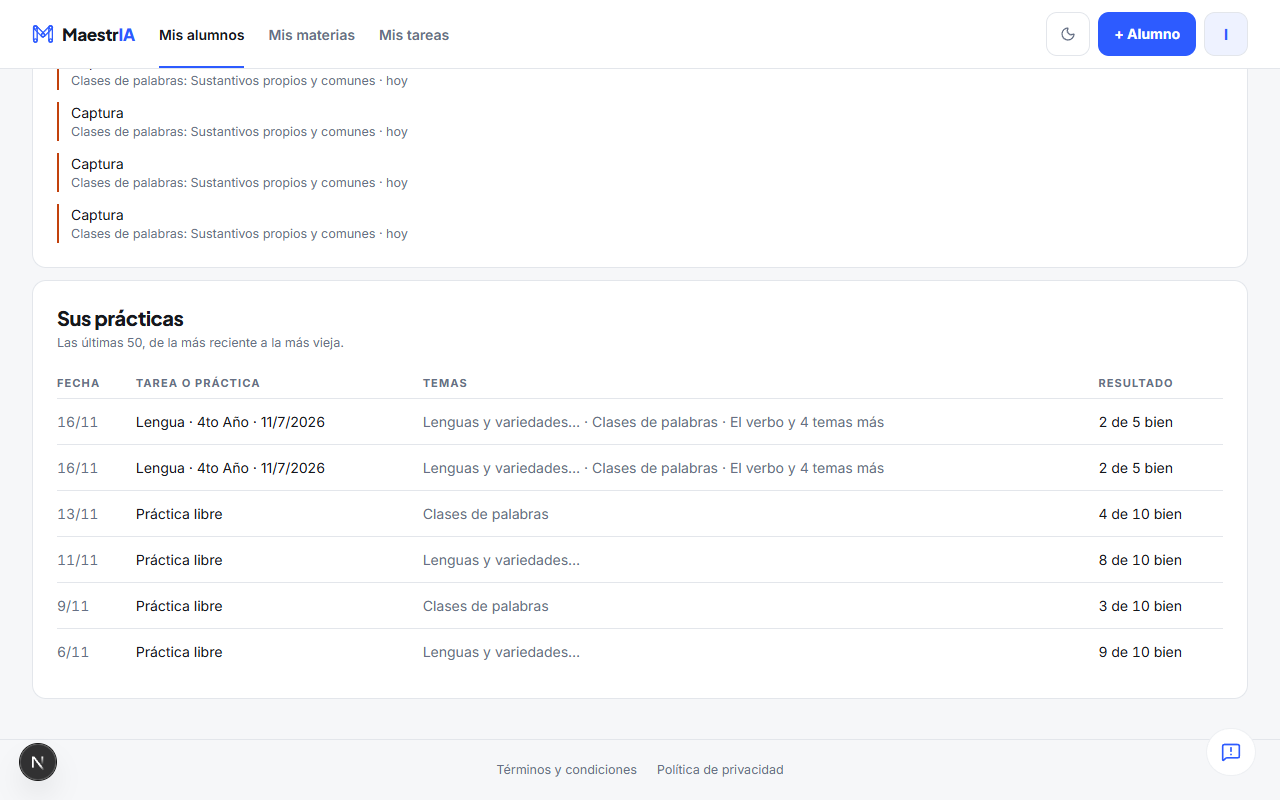 MaestrIA Mis alumnos Mis materias Mis tareas + Alumno I
Clases de palabras: Sustantivos propios y comunes · hoy
Captura
Clases de palabras: Sustantivos propios y comunes · hoy
Captura
Clases de palabras: Sustantivos propios y comunes · hoy
Captura
Clases de palabras: Sustantivos propios y comunes · hoy
Sus prácticas
Las últimas 50, de la más reciente a la más vieja.
FECHA TAREA O PRÁCTICA TEMAS RESULTADO
16/11 Lengua · 4to Año · 11/7/2026 Lenguas y variedades... · Clases de palabras · El verbo y 4 temas más 2 de 5 bien
16/11 Lengua · 4to Año · 11/7/2026 Lenguas y variedades... · Clases de palabras · El verbo y 4 temas más 2 de 5 bien
13/11 Práctica libre Clases de palabras 4 de 10 bien
11/11 Práctica libre Lenguas y variedades... 8 de 10 bien
9/11 Práctica libre Clases de palabras 3 de 10 bien
6/11 Práctica libre Lenguas y variedades... 9 de 10 bien
N
Términos y condiciones Política de privacidad